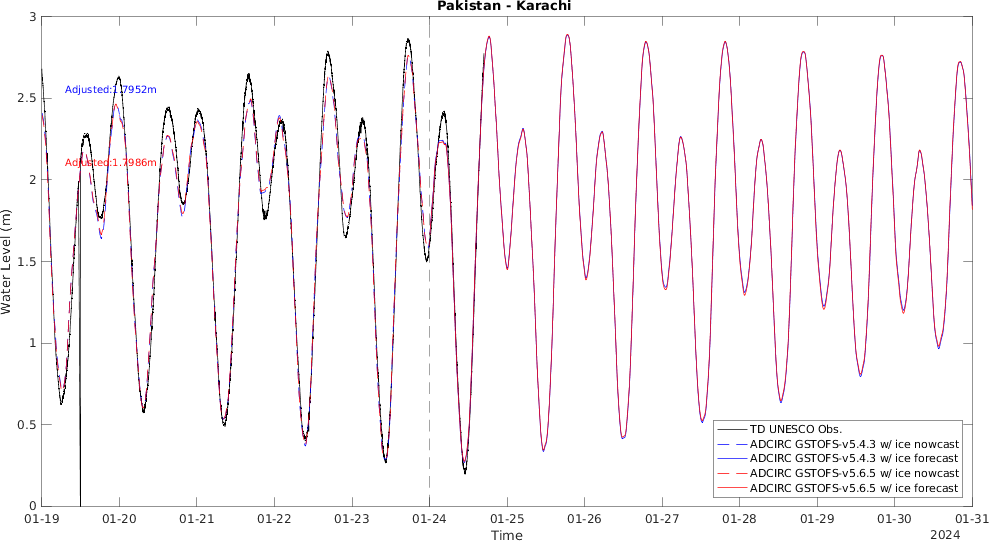 Pakistan - Karachi
3
2.5
2
1.5
1
0.5
0
Water Level (m)
Adjusted:1.7952m
Adjusted:1.7986m
TD UNESCO Obs.
ADCIRC GSTOFS-v5.4.3 w/ ice nowcast
ADCIRC GSTOFS-v5.4.3 w/ ice forecast
ADCIRC GSTOFS-v5.6.5 w/ ice nowcast
ADCIRC GSTOFS-v5.6.5 w/ ice forecast
01-19 01-20 01-21 01-22 01-23 01-24 01-25 01-26 01-27 01-28 01-29 01-30 01-31
Time
2024